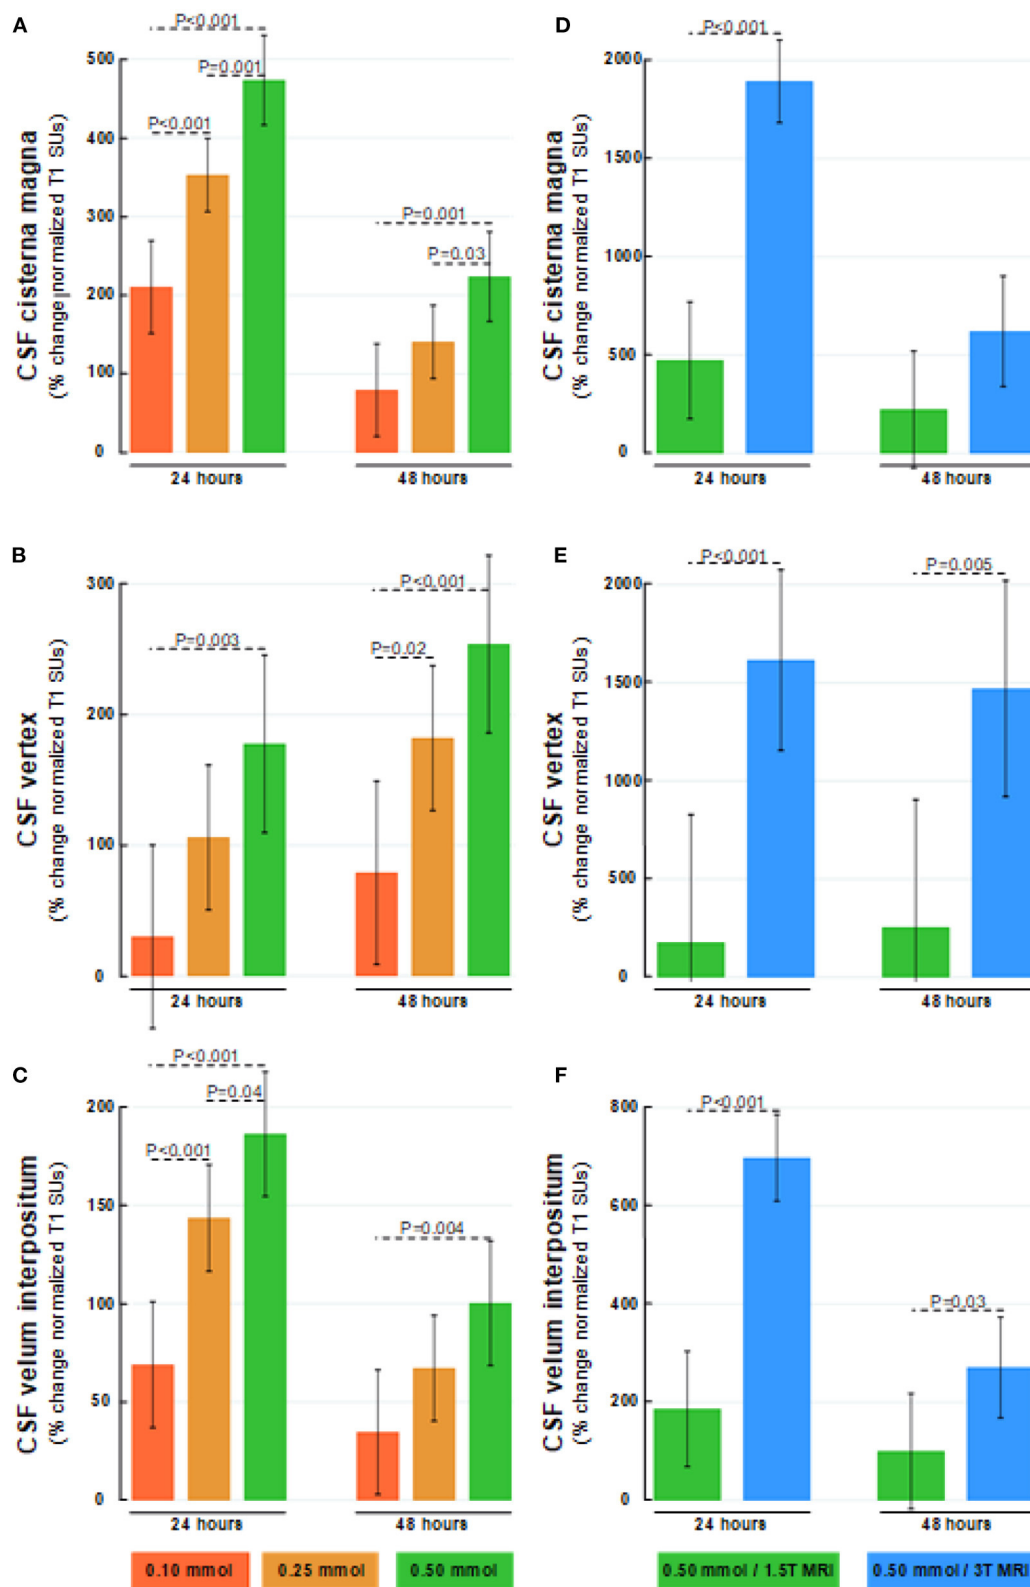 A
CSF cisterna magna
(% change normalized T1 SUs)
500
400
300
200
100
0
P<0.001
P=0.001
P<0.001
P=0.001
P=0.03
24 hours
48 hours
D
CSF cisterna magna
(% change normalized T1 SUs)
2000
1500
1000
500
0
P<0.001
24 hours
48 hours
B
CSF vertex
(% change normalized T1 SUs)
300
200
100
0
P=0.003
P<0.001
P=0.02
24 hours
48 hours
E
CSF vertex
(% change normalized T1 SUs)
2000
1500
1000
500
0
P<0.001
P=0.005
24 hours
48 hours
C
CSF velum interpositum
(% change normalized T1 SUs)
200
150
100
50
0
P<0.001
P=0.04
P<0.001
P=0.004
24 hours
48 hours
F
CSF velum interpositum
(% change normalized T1 SUs)
800
600
400
200
0
P<0.001
P=0.03
24 hours
48 hours
0.10 mmol
0.25 mmol
0.50 mmol
0.50 mmol / 1.5T MRI
0.50 mmol / 3T MRI